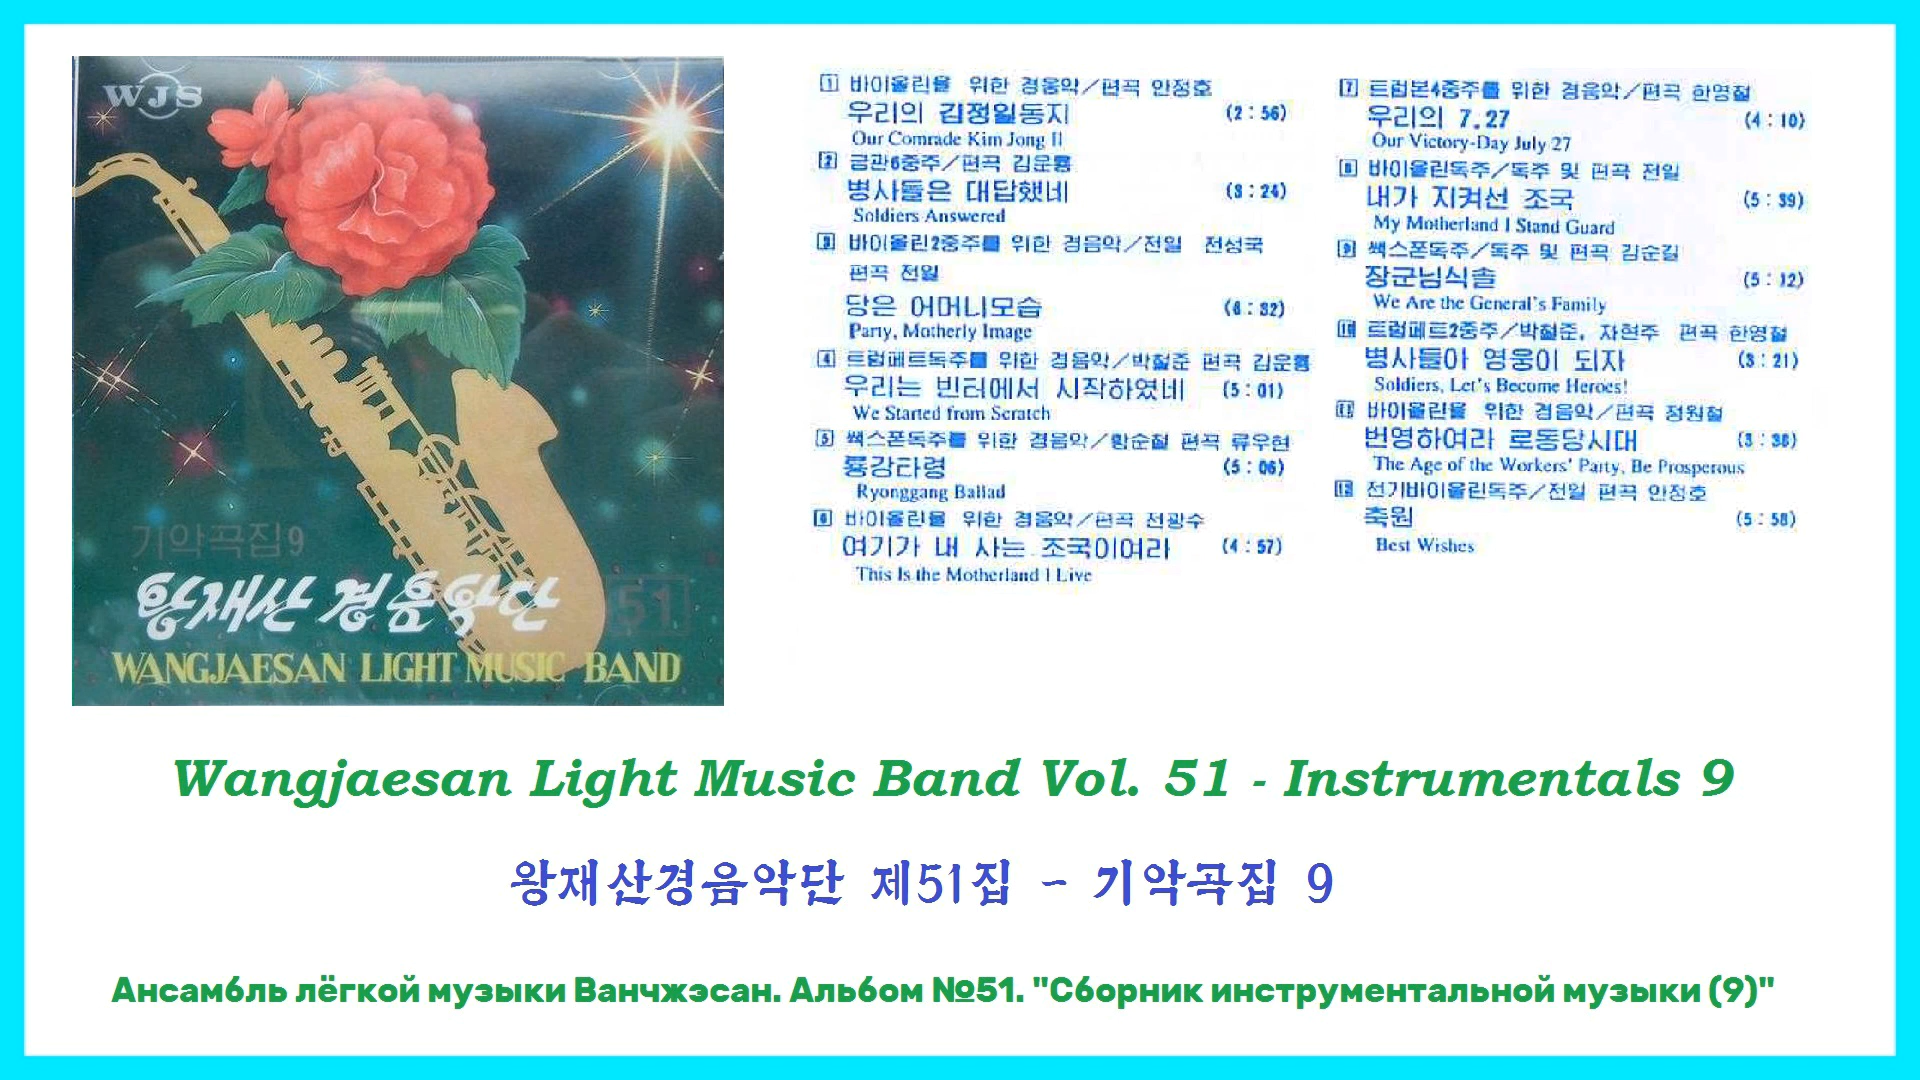 WJS
기악곡집9
왕재산 경음악단
51
WANGJAESAN LIGHT MUSIC BAND
1 바이올린을 위한 경음악/편곡 안정호
우리의 김정일동지 (2:56)
Our Comrade Kim Jong Il
2 금관6중주/편곡 김운룡
병사들은 대답했네 (3:24)
Soldiers Answered
3 바이올린2중주를 위한 경음악/전일 전성국
편곡 전일
당은 어머니모습 (6:32)
Party, Motherly Image
4 트럼페트독주를 위한 경음악/박철준 편곡 김운룡
우리는 빈터에서 시작하였네 (5:01)
We Started from Scratch
5 쌕스폰독주를 위한 경음악/황순철 편곡 류우현
룡강타령 (5:06)
Ryonggang Ballad
6 바이올린을 위한 경음악/편곡 전광수
여기가 내 사는 조국이여라 (4:57)
This Is the Motherland I Live
7 트럼본4중주를 위한 경음악/편곡 한영철
우리의 7.27 (4:10)
Our Victory-Day July 27
8 바이올린독주/독주 및 편곡 전일
내가 지켜선 조국 (5:39)
My Motherland I Stand Guard
9 쌕스폰독주/독주 및 편곡 김순길
장군님식솔 (5:12)
We Are the General's Family
10 트럼페트2중주/박철준, 차현주 편곡 한영철
병사들아 영웅이 되자 (3:21)
Soldiers, Let's Become Heroes!
11 바이올린을 위한 경음악/편곡 정원철
번영하여라 로동당시대 (3:36)
The Age of the Workers' Party, Be Prosperous
12 전기바이올린독주/전일 편곡 안정호
축원 (5:58)
Best Wishes
Wangjaesan Light Music Band Vol. 51 - Instrumentals 9
왕재산경음악단 제51집 - 기악곡집 9
Ансамбль лёгкой музыки Ванчжэсан. Альбом №51. "Сборник инструментальной музыки (9)"